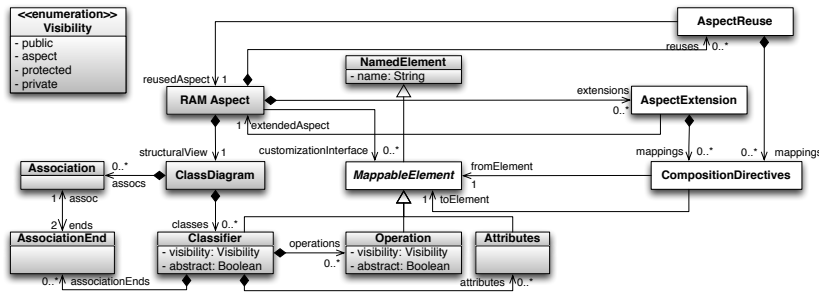 <<enumeration>>
Visibility
- public
- aspect
- protected
- private
AspectReuse
reuses 0..*
NamedElement
- name: String
reusedAspect 1
RAM Aspect
extensions
0..*
AspectExtension
1 extendedAspect
customizationInterface 0..*
structuralView 1
mappings 0..*
0..* mappings
Association
0..*
assocs
ClassDiagram
MappableElement
fromElement
1
CompositionDirectives
1 toElement
1 assoc
2 ends
classes 0..*
AssociationEnd
Classifier
- visibility: Visibility
- abstract: Boolean
operations
0..*
Operation
- visibility: Visibility
- abstract: Boolean
Attributes
0..* associationEnds
attributes 0..*